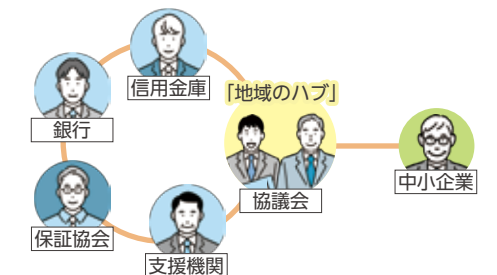 信用金庫
「地域のハブ」
銀行
協議会
中小企業
保証協会
支援機関